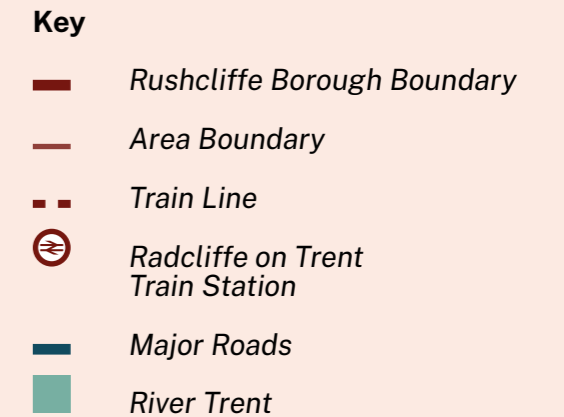 Key
Rushcliffe Borough Boundary
Area Boundary
Train Line
Radcliffe on Trent
Train Station
Major Roads
River Trent